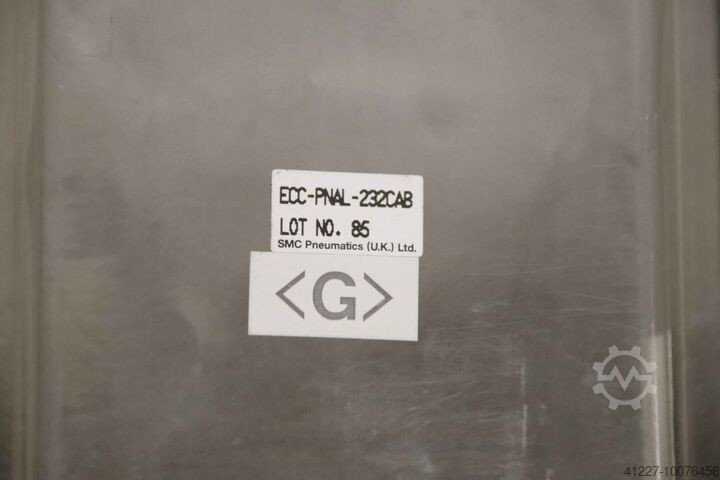 ECC-PNAL-232CAB
LOT NO. 85
SMC Pneumatics (U.K.) Ltd.
<G>
41227-10076456